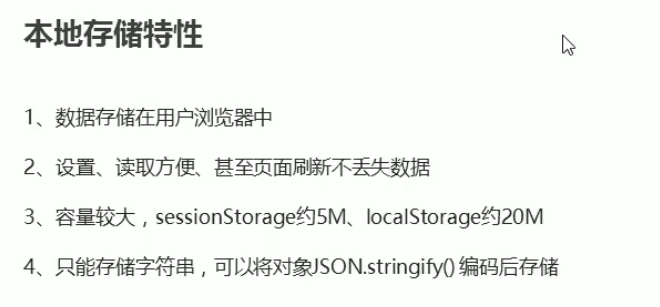 本地存储特性
1、数据存储在用户浏览器中
2、设置、读取方便、甚至页面刷新不丢失数据
3、容量较大，sessionStorage约5M、localStorage约20M
4、只能存储字符串，可以将对象JSON.stringify() 编码后存储